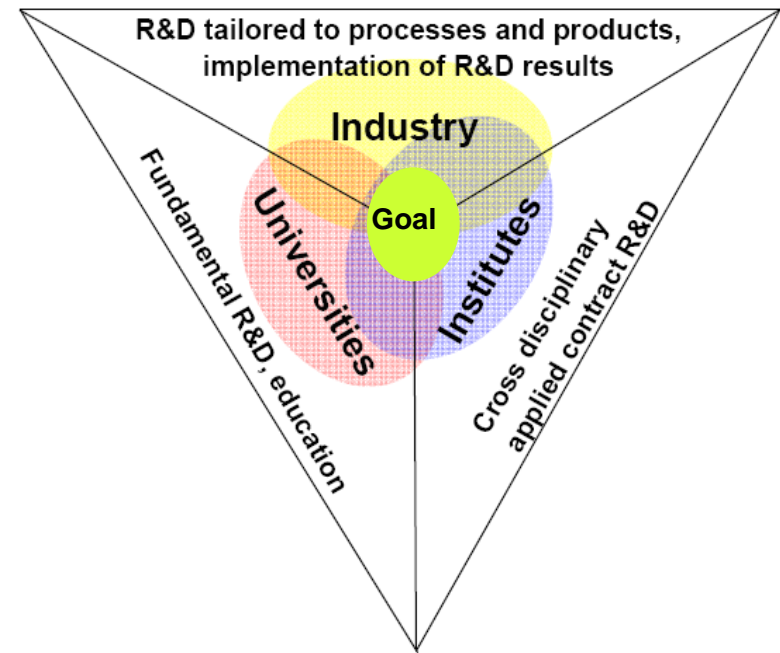 R&D tailored to processes and products,
implementation of R&D results
Industry
Goal
Universities
Institutes
Fundamental R&D, education
Cross disciplinary
applied contract R&D